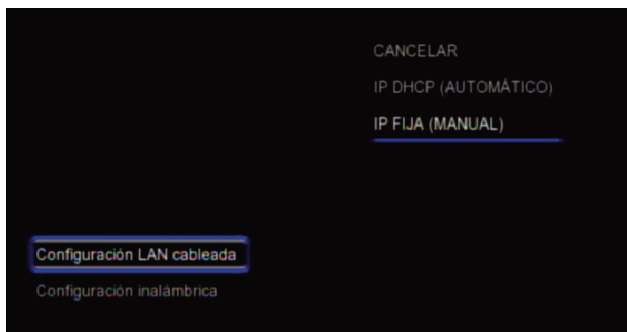 CANCELAR
IP DHCP (AUTOMÁTICO)
IP FIJA (MANUAL)
Configuración LAN cableada
Configuración inalámbrica